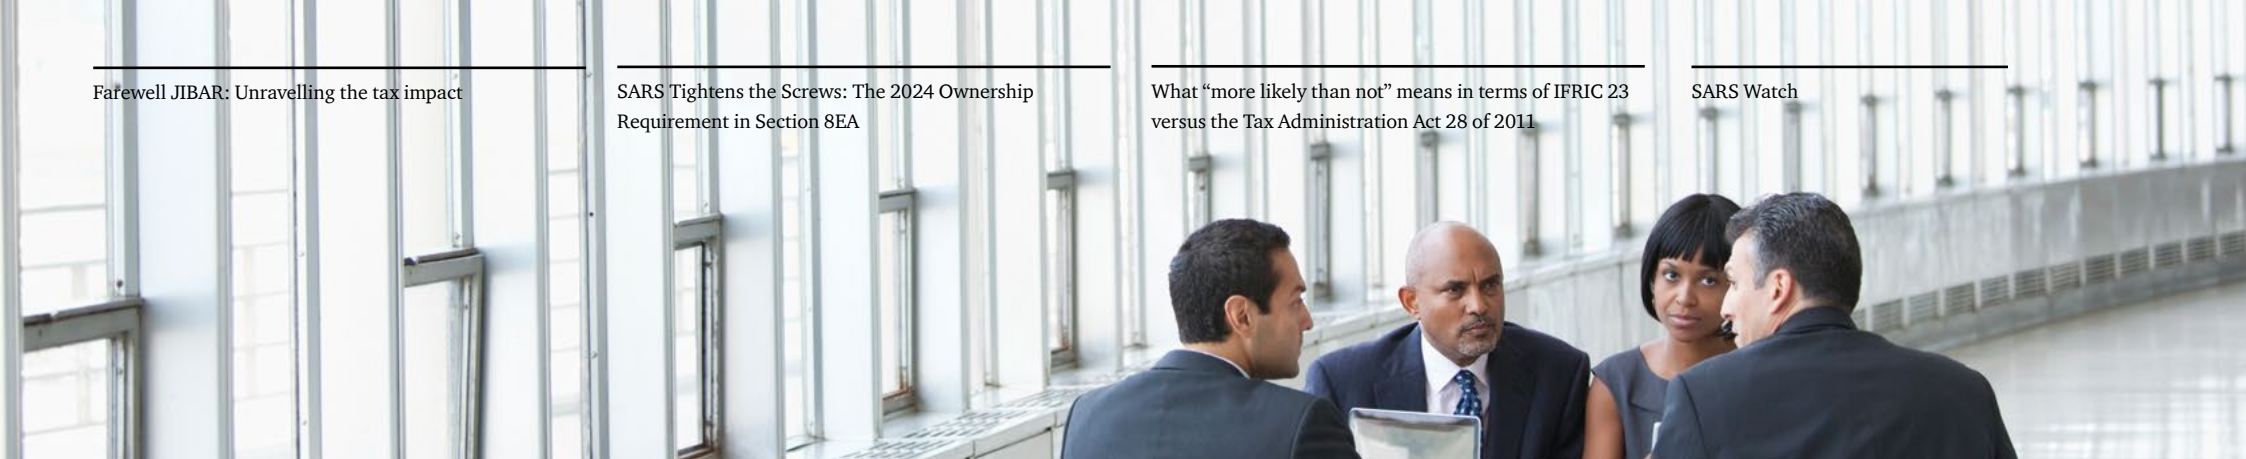 Farewell JIBAR: Unravelling the tax impact
SARS Tightens the Screws: The 2024 Ownership
Requirement in Section 8EA
What “more likely than not” means in terms of IFRIC 23
versus the Tax Administration Act 28 of 2011
SARS Watch